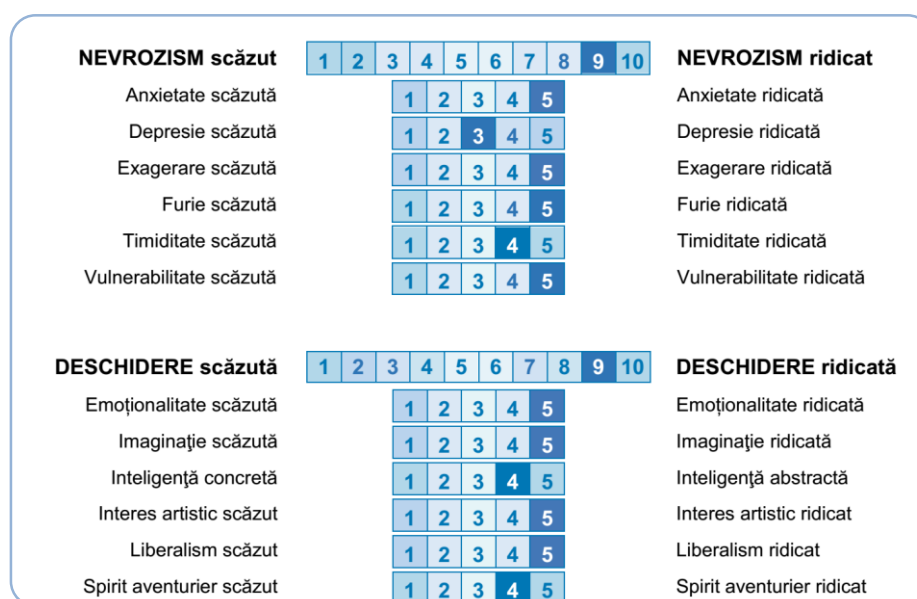 NEVROZISM scăzut 1 2 3 4 5 6 7 8 9 10 NEVROZISM ridicat
Anxietate scăzută 1 2 3 4 5 Anxietate ridicată
Depresie scăzută 1 2 3 4 5 Depresie ridicată
Exagerare scăzută 1 2 3 4 5 Exagerare ridicată
Furie scăzută 1 2 3 4 5 Furie ridicată
Timiditate scăzută 1 2 3 4 5 Timiditate ridicată
Vulnerabilitate scăzută 1 2 3 4 5 Vulnerabilitate ridicată
DESCHIDERE scăzută 1 2 3 4 5 6 7 8 9 10 DESCHIDERE ridicată
Emoționalitate scăzută 1 2 3 4 5 Emoționalitate ridicată
Imaginaţie scăzută 1 2 3 4 5 Imaginaţie ridicată
Inteligenţă concretă 1 2 3 4 5 Inteligenţă abstractă
Interes artistic scăzut 1 2 3 4 5 Interes artistic ridicat
Liberalism scăzut 1 2 3 4 5 Liberalism ridicat
Spirit aventurier scăzut 1 2 3 4 5 Spirit aventurier ridicat